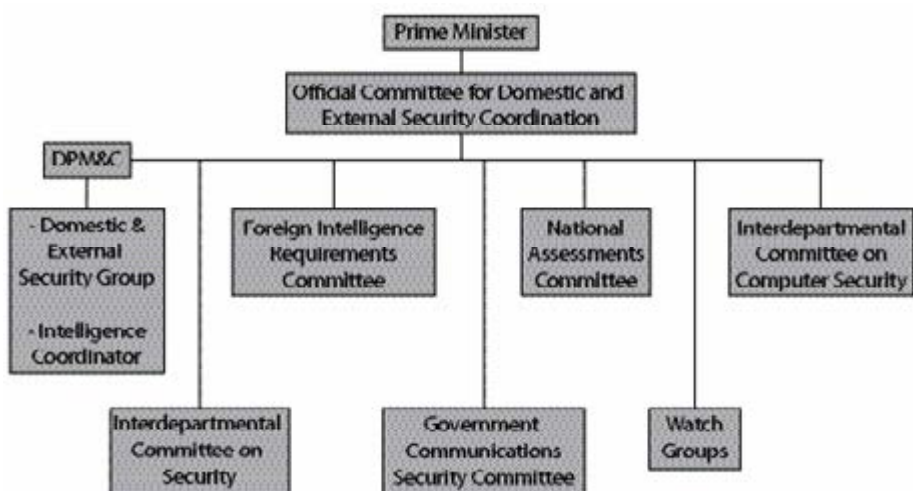 Prime Minister
Official Committee for Domestic and
External Security Coordination
DPM&C
- Domestic &
External
Security Group
- Intelligence
Coordinator
Foreign Intelligence
Requirements
Committee
National
Assessments
Committee
Interdepartmental
Committee on
Computer Security
Interdepartmental
Committee on
Security
Government
Communications
Security Committee
Watch
Groups